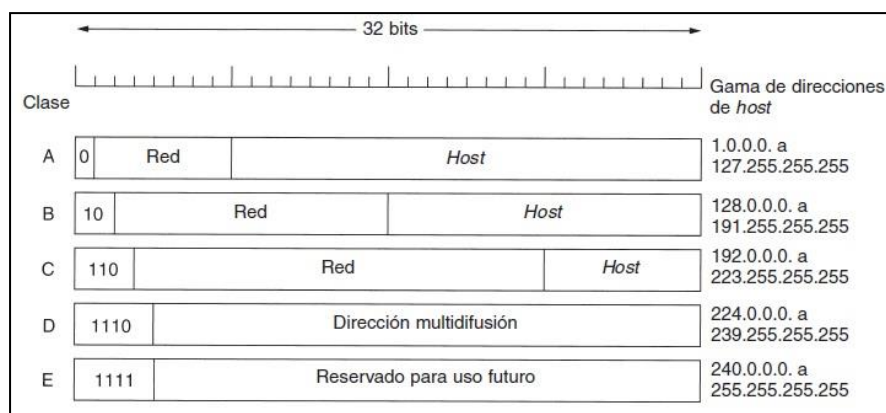 32 bits
Clase
Gama de direcciones
de host
A
0
Red
Host
1.0.0.0. a
127.255.255.255
B
10
Red
Host
128.0.0.0. a
191.255.255.255
C
110
Red
Host
192.0.0.0. a
223.255.255.255
D
1110
Dirección multidifusión
224.0.0.0. a
239.255.255.255
E
1111
Reservado para uso futuro
240.0.0.0. a
255.255.255.255